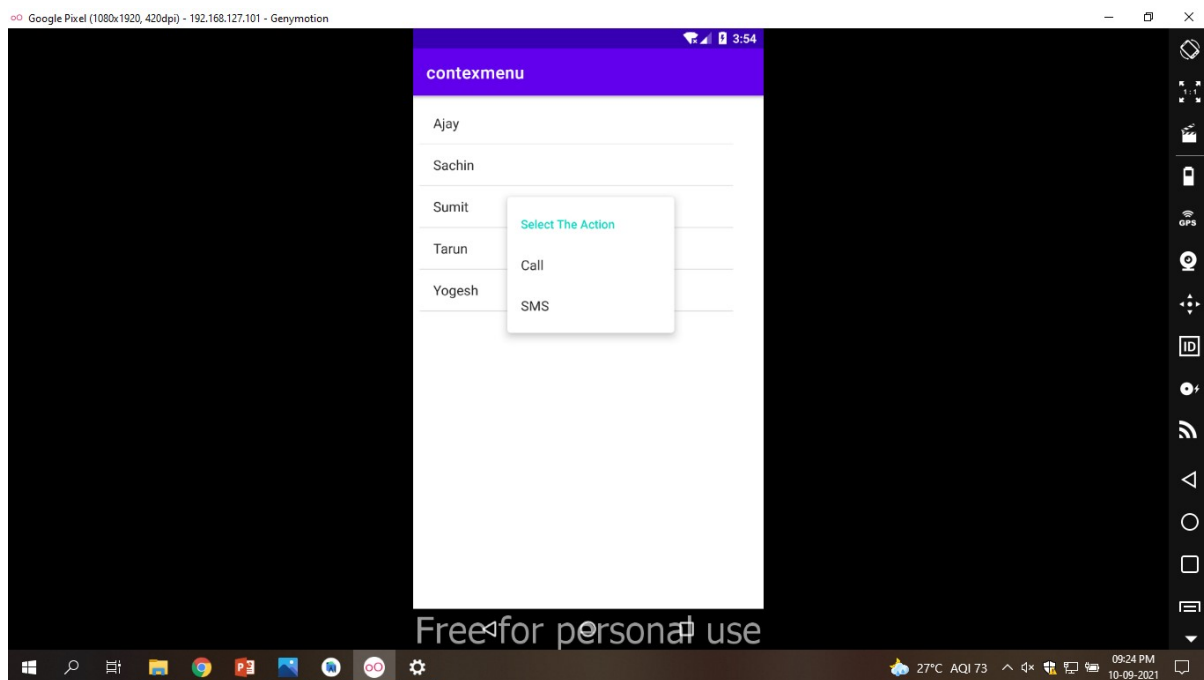 Google Pixel (1080x1920, 420dpi) - 192.168.127.101 - Genymotion
3:54
contexmenu
Ajay
Sachin
Sumit
Tarun
Yogesh
Select The Action
Call
SMS
1:1
GPS
ID
Free for personal use
27°C AQI 73
09:24 PM
10-09-2021